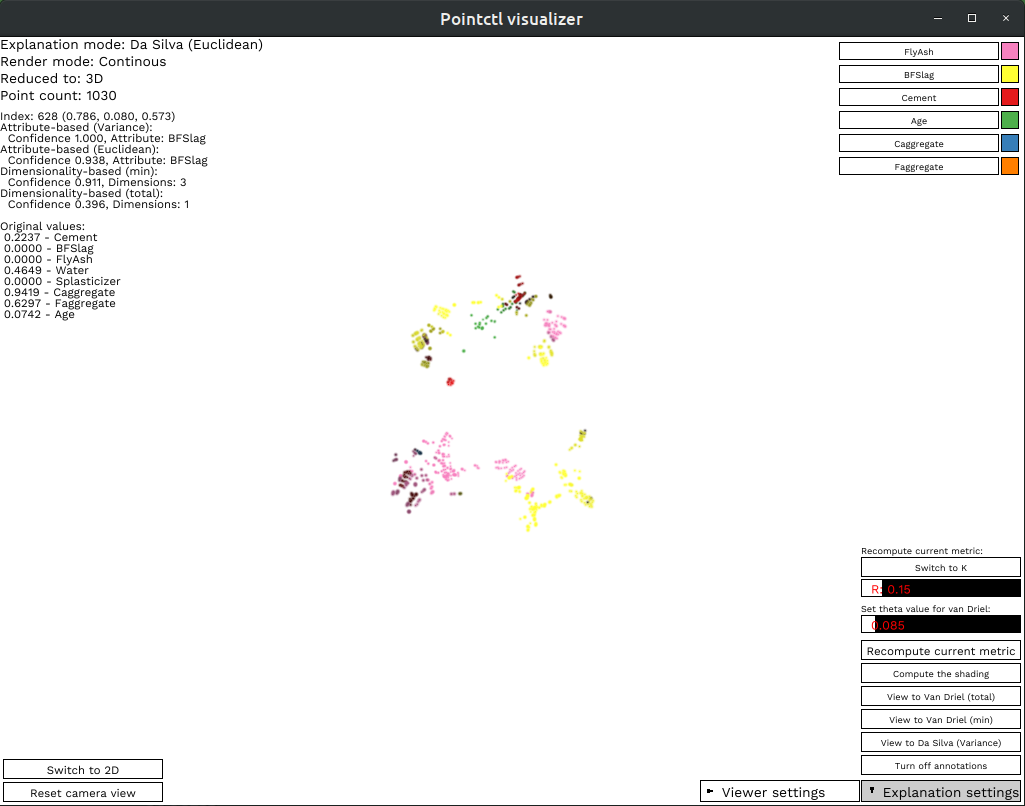 Pointctl visualizer
Explanation mode: Da Silva (Euclidean)
Render mode: Continous
Reduced to: 3D
Point count: 1030
Index: 628 (0.786, 0.080, 0.573)
Attribute-based (Variance):
Confidence 1.000, Attribute: BFSlag
Attribute-based (Euclidean):
Confidence 0.938, Attribute: BFSlag
Dimensionality-based (min):
Confidence 0.911, Dimensions: 3
Dimensionality-based (total):
Confidence 0.396, Dimensions: 1
Original values:
0.2237 - Cement
0.0000 - BFSlag
0.0000 - FlyAsh
0.4649 - Water
0.0000 - Splasticizer
0.9419 - Caggregate
0.6297 - Faggregate
0.0742 - Age
FlyAsh
BFSlag
Cement
Age
Caggregate
Faggregate
Recompute current metric:
Switch to K
R: 0.15
Set theta value for van Driel:
0.085
Recompute current metric
Compute the shading
View to Van Driel (total)
View to Van Driel (min)
View to Da Silva (Variance)
Turn off annotations
Switch to 2D
Reset camera view
Viewer settings
Explanation settings